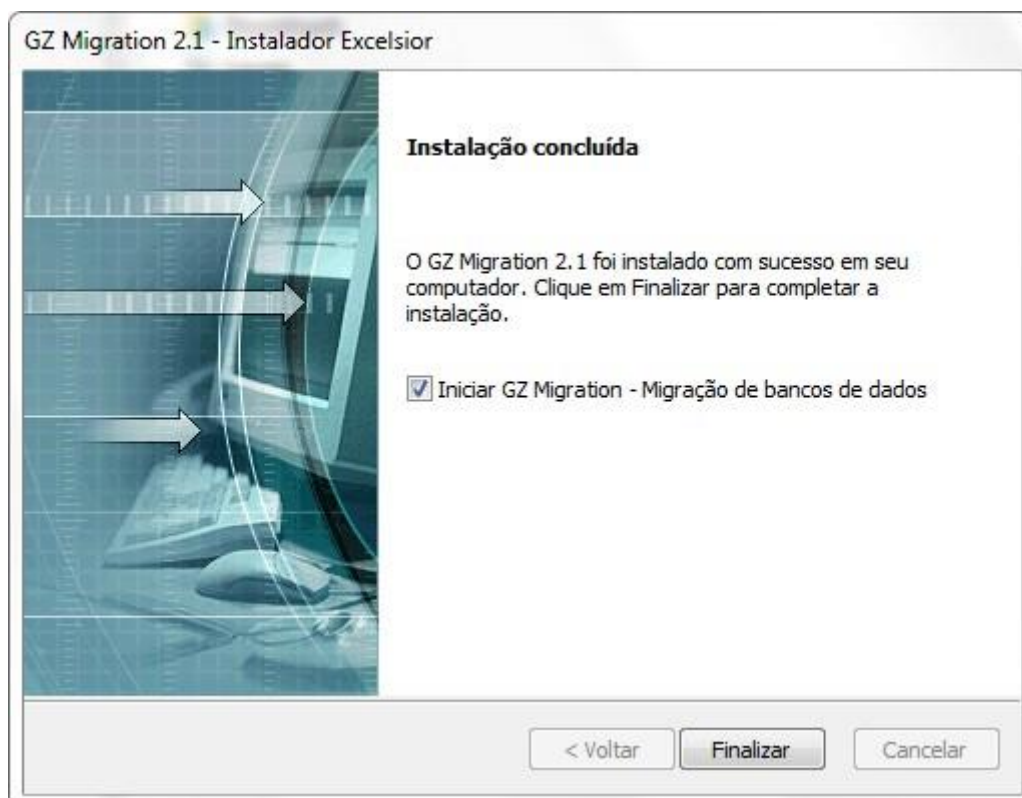 GZ Migration 2.1 - Instalador Excelsior
Instalação concluída
O GZ Migration 2.1 foi instalado com sucesso em seu
computador. Clique em Finalizar para completar a
instalação.
Iniciar GZ Migration - Migração de bancos de dados
< Voltar
Finalizar
Cancelar